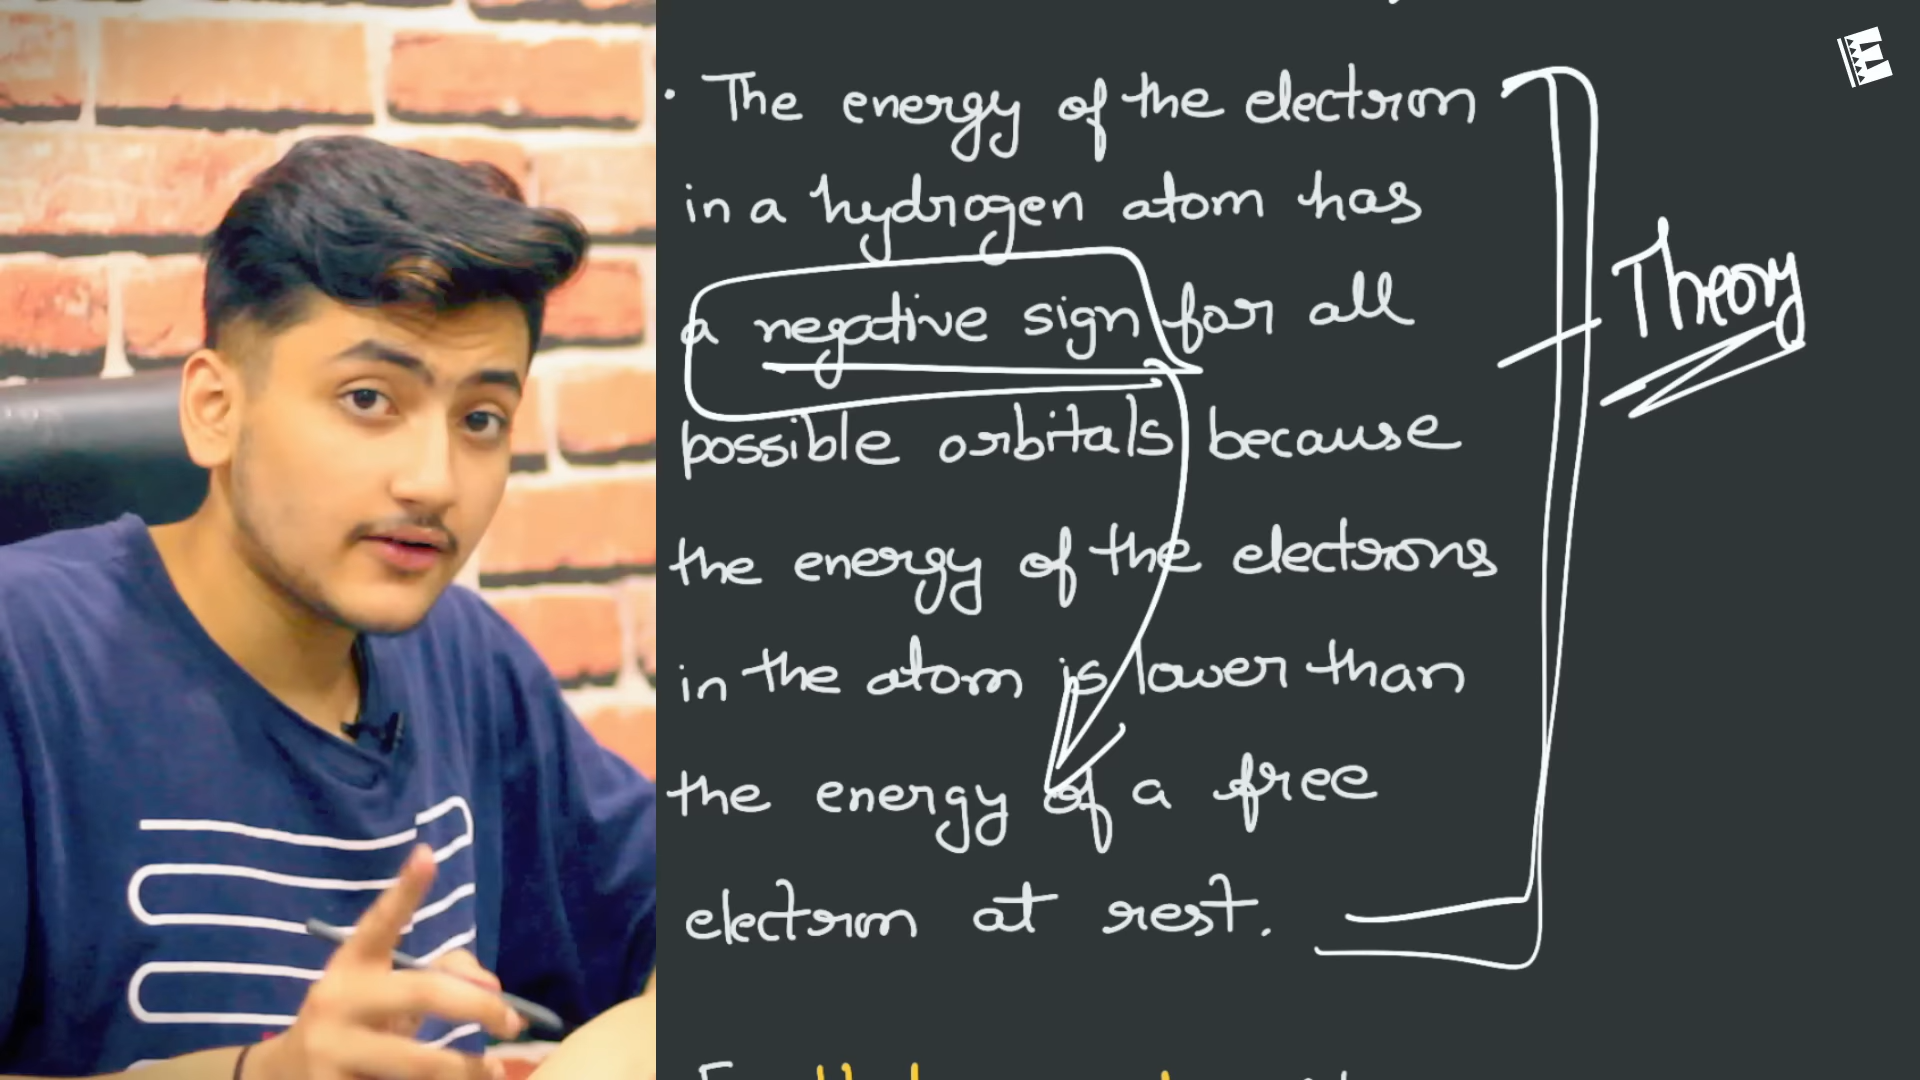 • The energy of the electron
in a hydrogen atom has
a negative sign for all
possible orbitals because
the energy of the electrons
in the atom is lower than
the energy of a free
electron at rest.
Theory
E